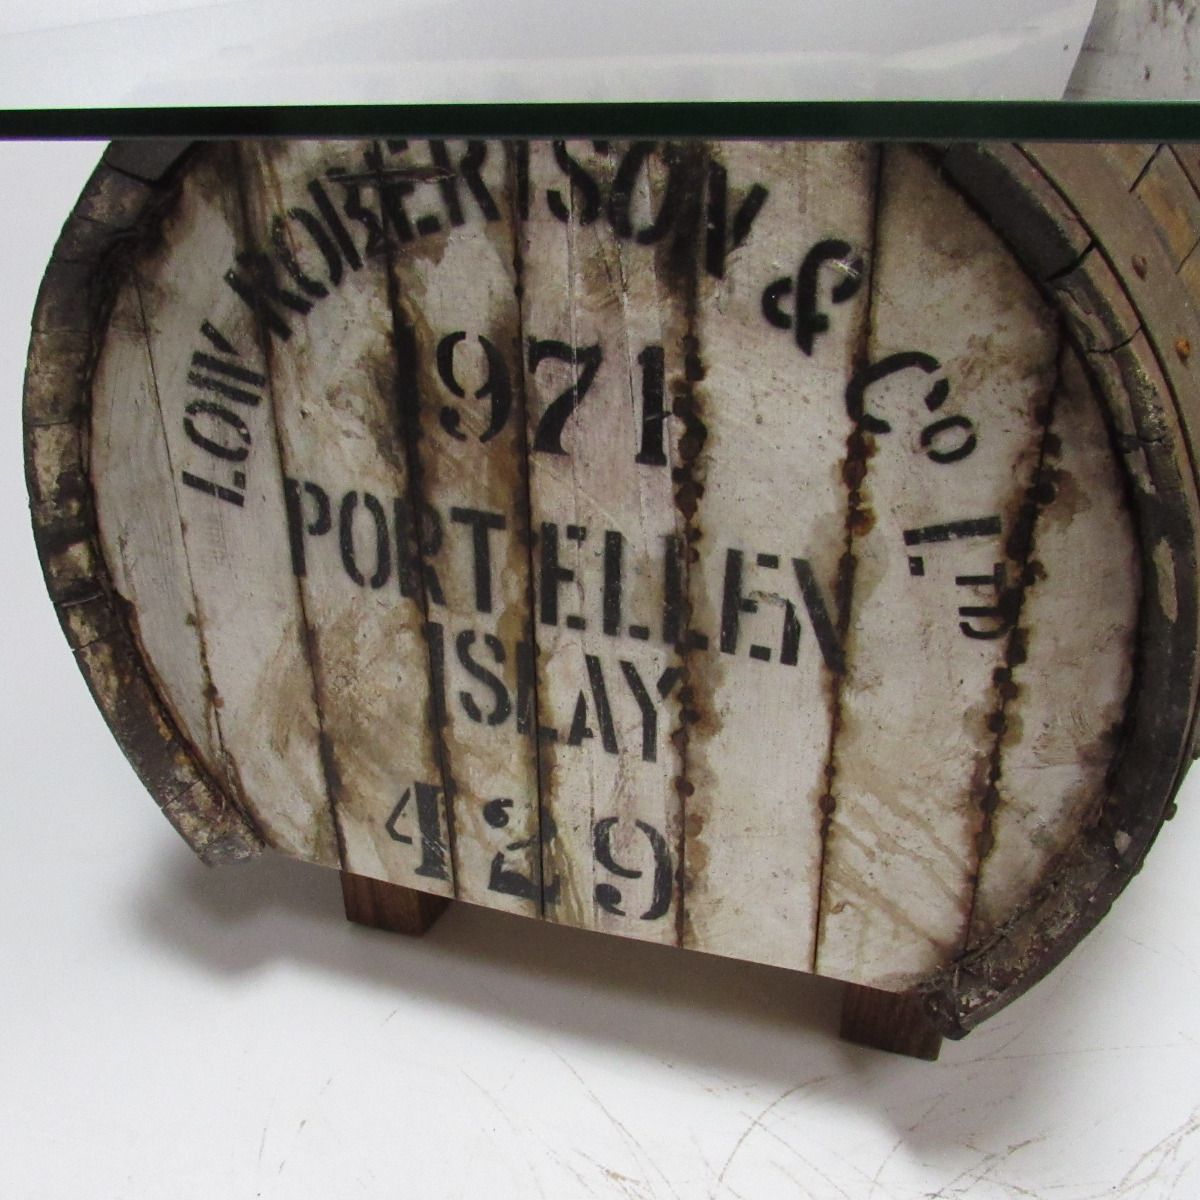 LOW ROBERTSON & Co LTD
1971
PORT ELLEN
ISLAY
429